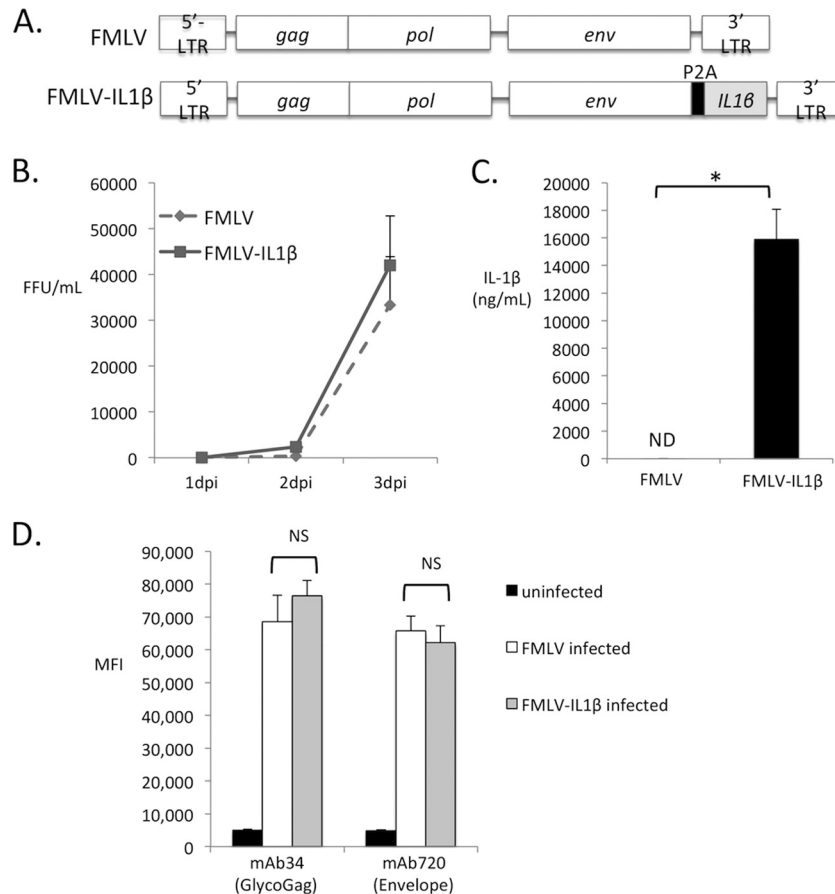 A.
FMLV
5'-
LTR
gag
pol
env
3'
LTR
P2A
FMLV-IL1β
5'
LTR
gag
pol
env
IL1β
3'
LTR
B.
60000
50000
40000
30000
20000
10000
0
FFU/mL
FMLV
FMLV-IL1β
1dpi 2dpi 3dpi
C.
20000
18000
16000
14000
12000
10000
8000
6000
4000
2000
0
IL-1β
(ng/mL)
*
ND
FMLV FMLV-IL1β
D.
90,000
80,000
70,000
60,000
50,000
40,000
30,000
20,000
10,000
0
MFI
NS
NS
mAb34
(GlycoGag)
mAb720
(Envelope)
uninfected
FMLV infected
FMLV-IL1β infected